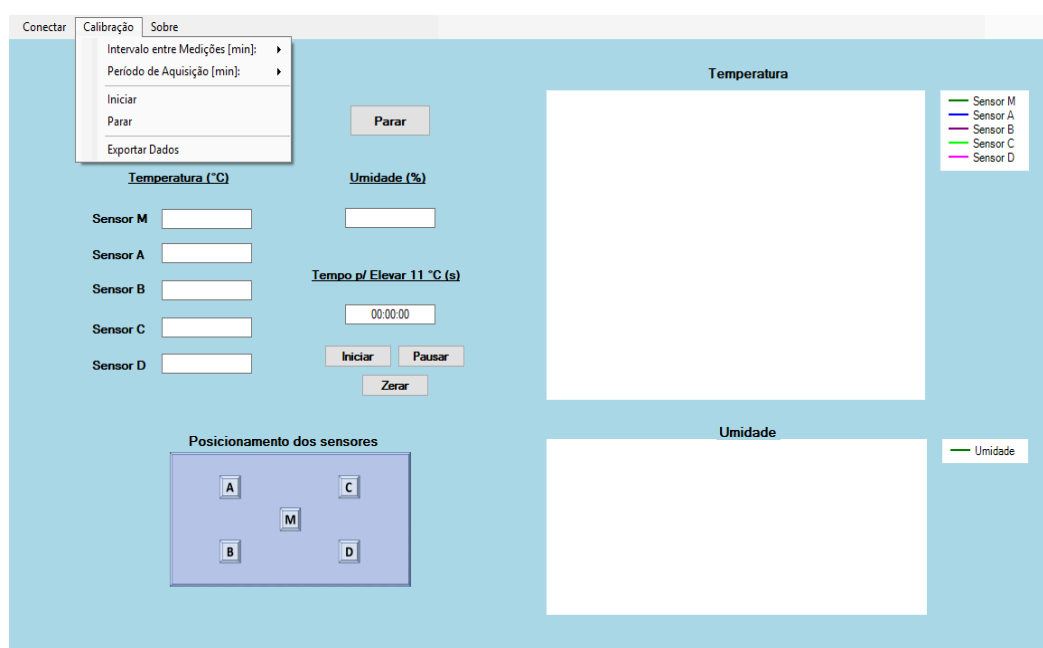 Conectar Calibração Sobre
Intervalo entre Medições [min]:
Período de Aquisição [min]:
Iniciar
Parar
Exportar Dados
Parar
Temperatura (°C)
Umidade (%)
Sensor M
Sensor A
Sensor B
Sensor C
Sensor D
Tempo p/ Elevar 11 °C (s)
00:00:00
Iniciar Pausar
Zerar
Posicionamento dos sensores
A C
M
B D
Temperatura
Sensor M
Sensor A
Sensor B
Sensor C
Sensor D
Umidade
Umidade